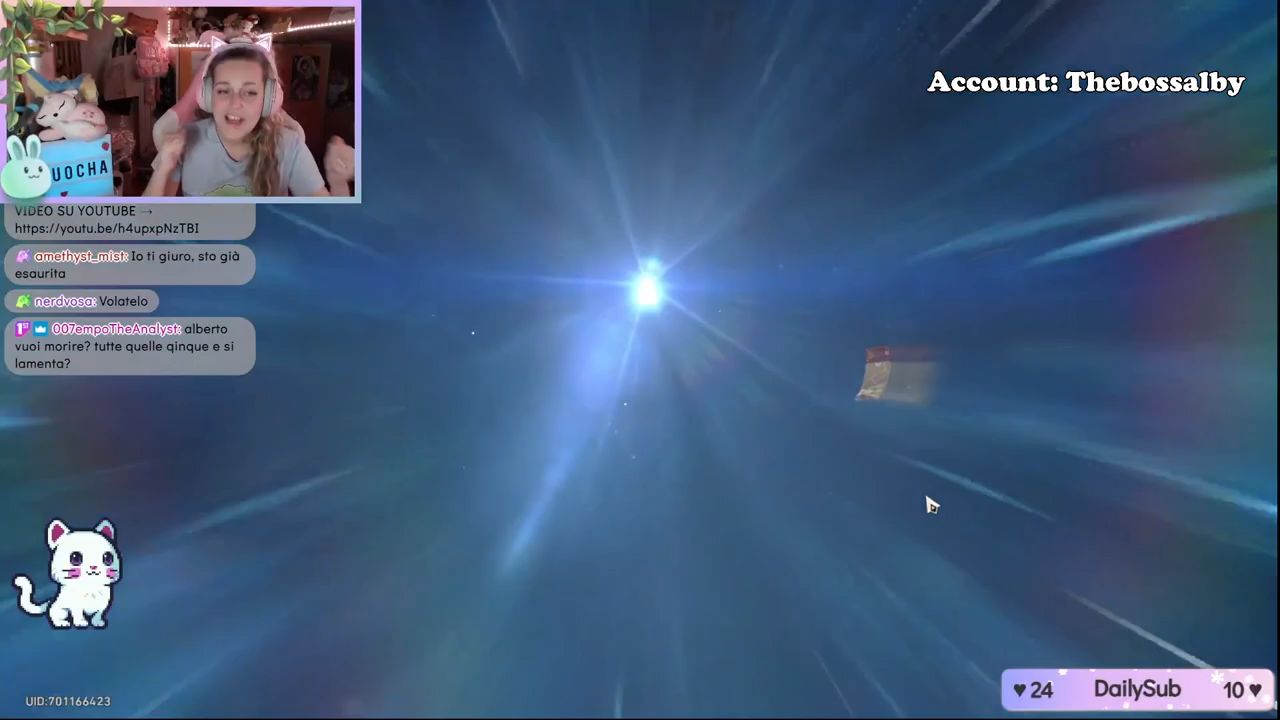 Account: Thebossalby
UOCHA
VIDEO SU YOUTUBE →
https://youtu.be/h4upxpNzTBI
amethyst_mist: Io ti giuro, sto già
esaurita
nerdvosa: Volatelo
1st 007empoTheAnalyst: alberto
vuoi morire? tutte quelle qinque e si
lamenta?
UID:701166423
♥ 24 DailySub 10 ♥